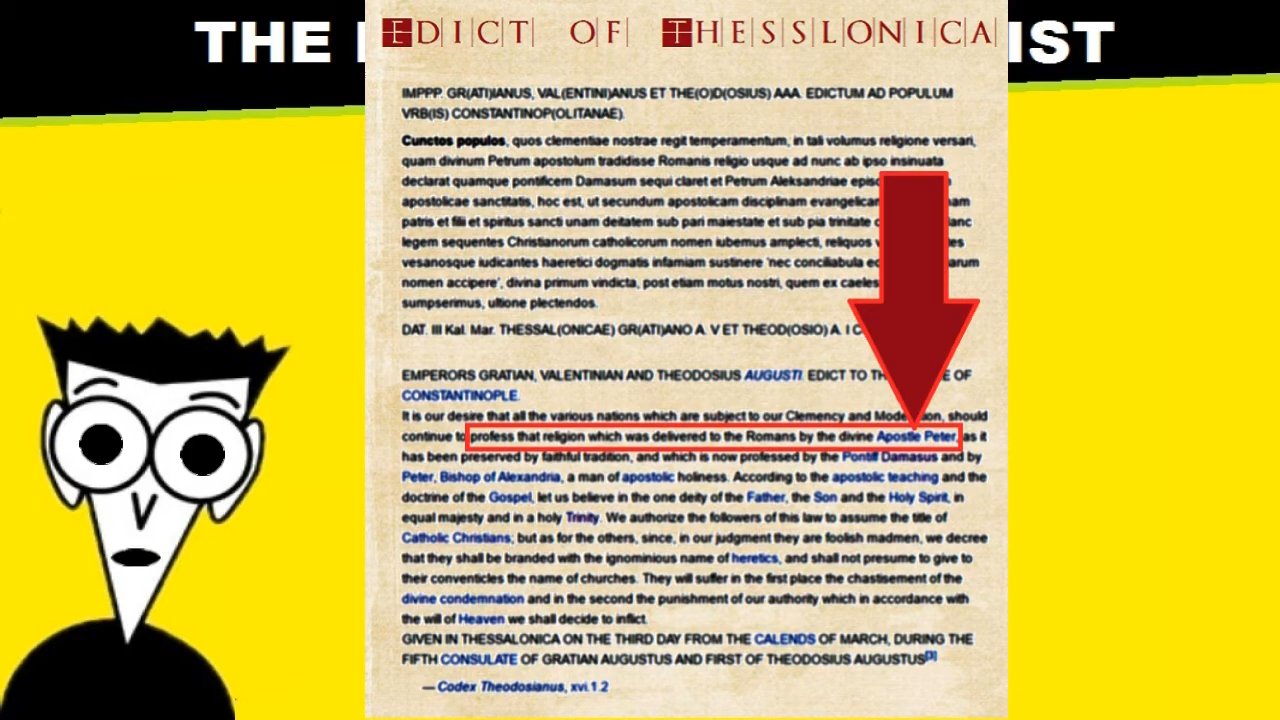 THE
IST
EDICT OF THESSLONICA
IMPPP. GR(ATI)IANUS, VAL(ENTINI)ANUS ET THE(O)D(OSIUS) AAA. EDICTUM AD POPULUM
VRB(IS) CONSTANTINOP(OLITANAE).
Cunctos populos, quos clementiae nostrae regit temperamentum, in tali volumus religione versari,
quam divinum Petrum apostolum tradidisse Romanis religio usque ad nunc ab ipso insinuata
declarat quamque pontificem Damasum sequi claret et Petrum Aleksandriae
apostolicae sanctitatis, hoc est, ut secundum apostolicam disciplinam
patris et filii et spiritus sancti unam deitatem sub pari maiestate et sub pia trinitate
legem sequentes Christianorum catholicorum nomen iubemus amplecti, reliquos
vesanosque iudicantes haeretici dogmatis infamiam sustinere 'nec conciliabula
nomen accipere', divina primum vindicta, post etiam motus nostri, quem ex
sumpserimus, ultione plectendos.
DAT. III Kal. Mar. THESSAL(ONICAE) GR(ATI)ANO A. V ET THEOD(OSIO) A. I
EMPERORS GRATIAN, VALENTINIAN AND THEODOSIUS AUGUSTI. EDICT TO OF
CONSTANTINOPLE.
It is our desire that all the various nations which are subject to our Clemency and should
continue to profess that religion which was delivered to the Romans by the divine Apostle Peter, as it
has been preserved by faithful tradition, and which is now professed by the Pontiff Damasus and by
Peter, Bishop of Alexandria, a man of apostolic holiness. According to the apostolic teaching and the
doctrine of the Gospel, let us believe in the one deity of the Father, the Son and the Holy Spirit, in
equal majesty and in a holy Trinity. We authorize the followers of this law to assume the title of
Catholic Christians; but as for the others, since, in our judgment they are foolish madmen, we decree
that they shall be branded with the ignominious name of heretics, and shall not presume to give to
their conventicles the name of churches. They will suffer in the first place the chastisement of the
divine condemnation and in the second the punishment of our authority which in accordance with
the will of Heaven we shall decide to inflict.
GIVEN IN THESSALONICA ON THE THIRD DAY FROM THE CALENDS OF MARCH, DURING THE
FIFTH CONSULATE OF GRATIAN AUGUSTUS AND FIRST OF THEODOSIUS AUGUSTUS[3]
— Codex Theodosianus, xvi.1.2